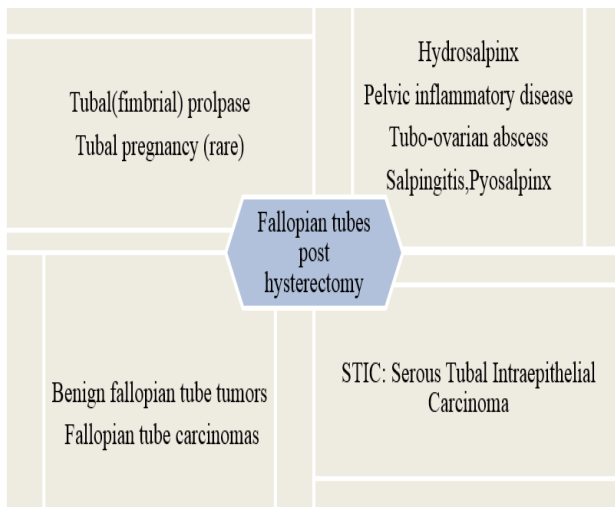 Tubal(fimbrial) prolpase
Tubal pregnancy (rare)
Hydrosalpinx
Pelvic inflammatory disease
Tubo-ovarian abscess
Salpingitis,Pyosalpinx
Fallopian tubes
post
hysterectomy
Benign fallopian tube tumors
Fallopian tube carcinomas
STIC: Serous Tubal Intraepithelial
Carcinoma